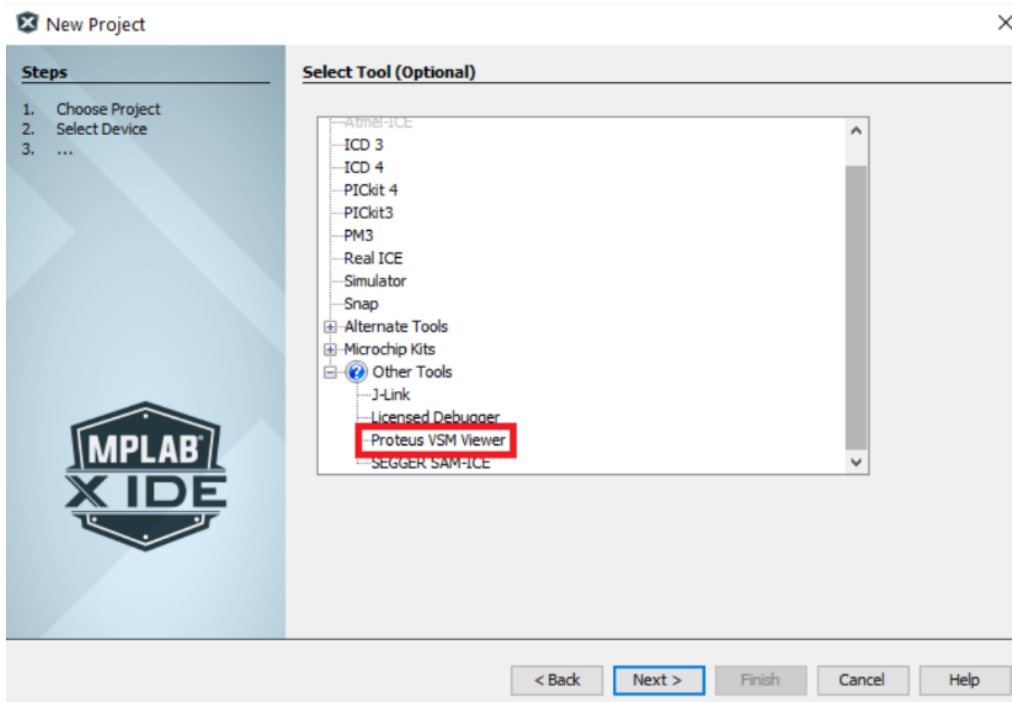 New Project
Steps
1. Choose Project
2. Select Device
3. ...
MPLAB®
X IDE
Select Tool (Optional)
Atmel-ICE
ICD 3
ICD 4
PICkit 4
PICkit3
PM3
Real ICE
Simulator
Snap
Alternate Tools
Microchip Kits
Other Tools
J-Link
Licensed Debugger
Proteus VSM Viewer
SEGGER SAM-ICE
< Back Next > Finish Cancel Help